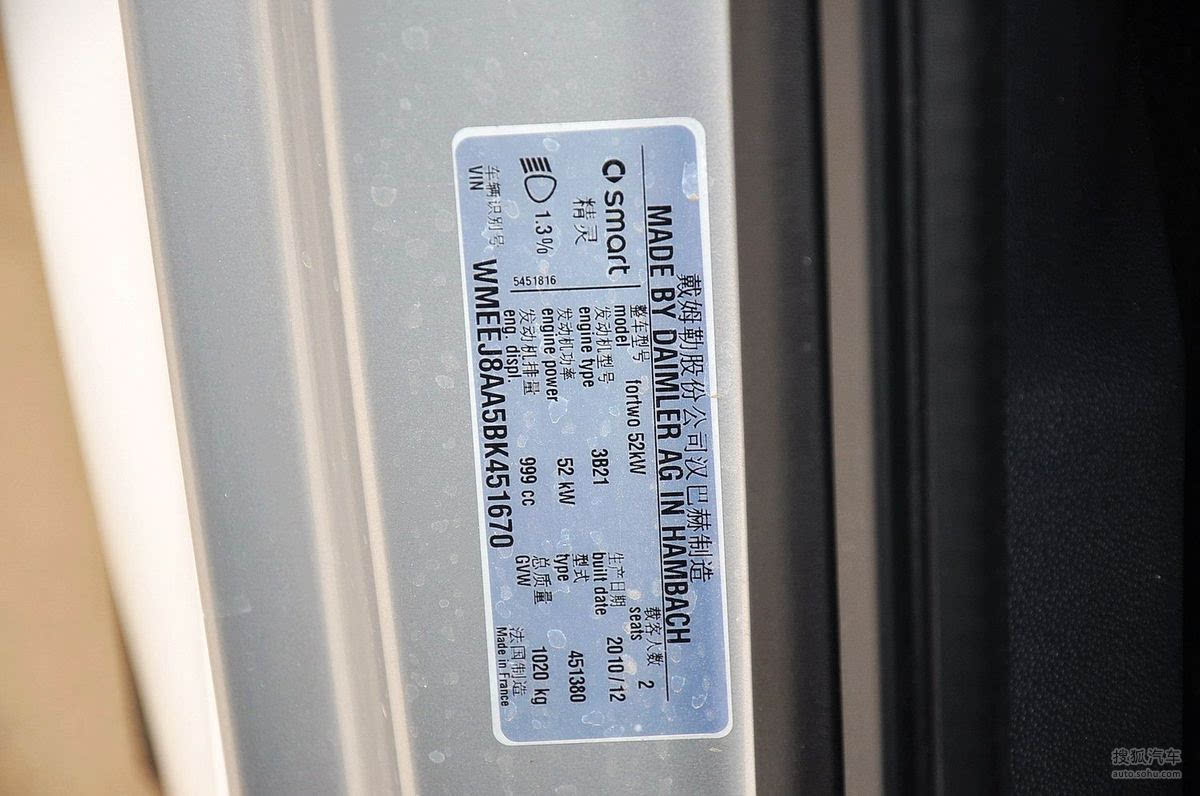 戴姆勒股份公司汉巴赫制造
MADE BY DAIMLER AG IN HAMBACH
smart
精灵
1.3%
5451816
整车型号
model fortwo 52kW
载客人数
seats 2
发动机型号
engine type 3B21
生产日期
built date 2010/12
发动机功率
engine power 52 kW
型式
type 451380
发动机排量
eng. displ. 999 cc
总质量
GVW 1020 kg
车辆识别号
VIN WMEEJ8AA5BK451670
法国制造
Made in France
搜狐汽车
auto.sohu.com